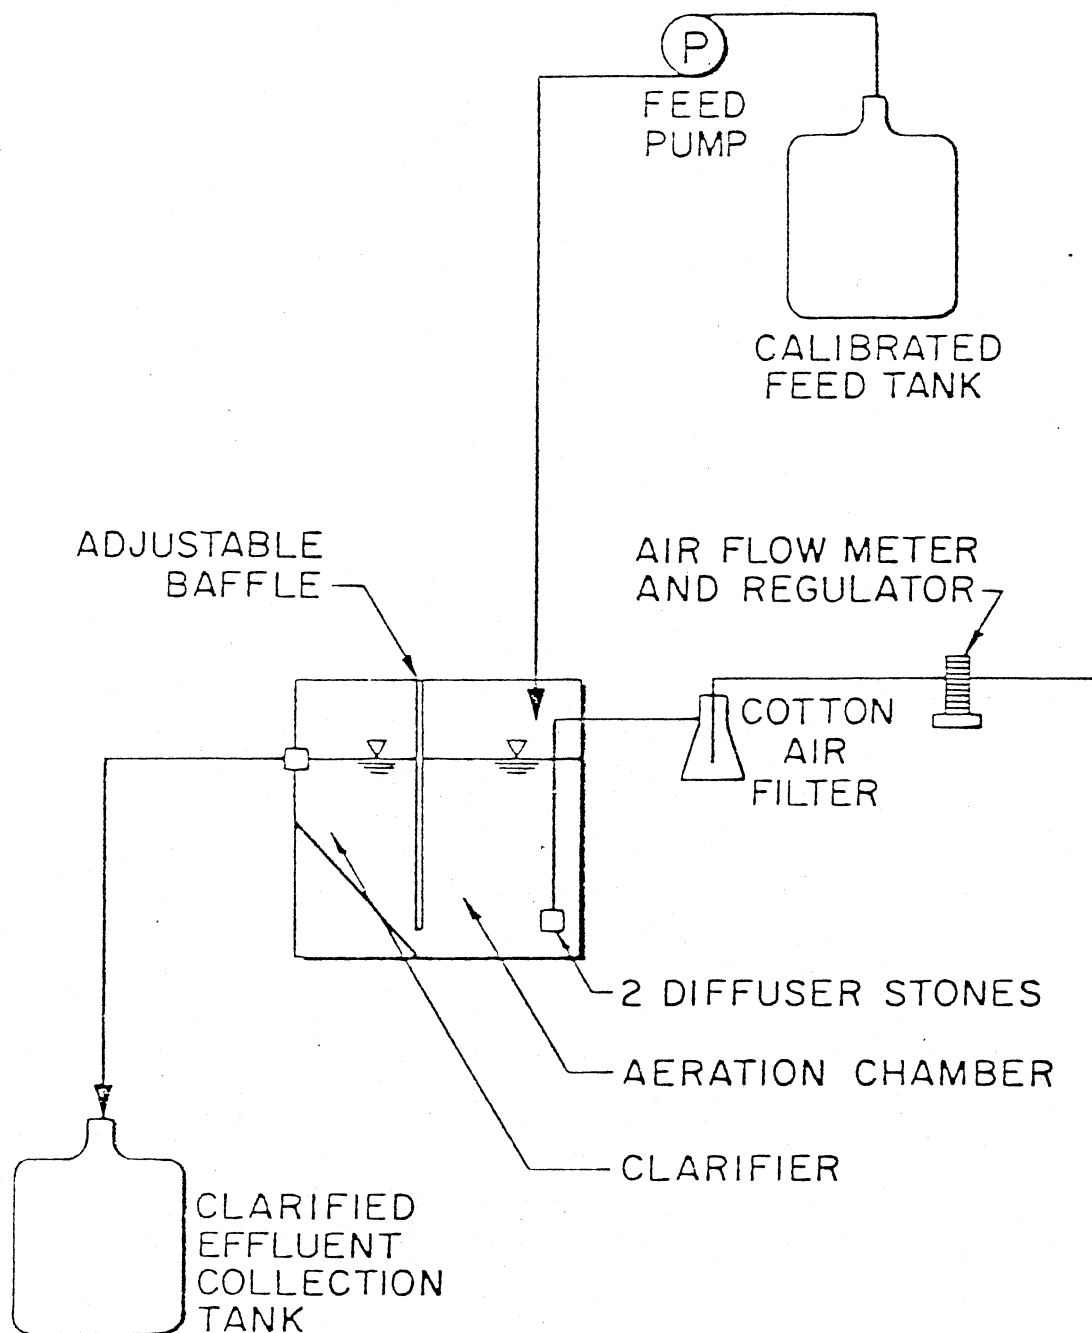 P
FEED
PUMP
CALIBRATED
FEED TANK
ADJUSTABLE
BAFFLE
AIR FLOW METER
AND REGULATOR
COTTON
AIR
FILTER
2 DIFFUSER STONES
AERATION CHAMBER
CLARIFIER
CLARIFIED
EFFLUENT
COLLECTION
TANK